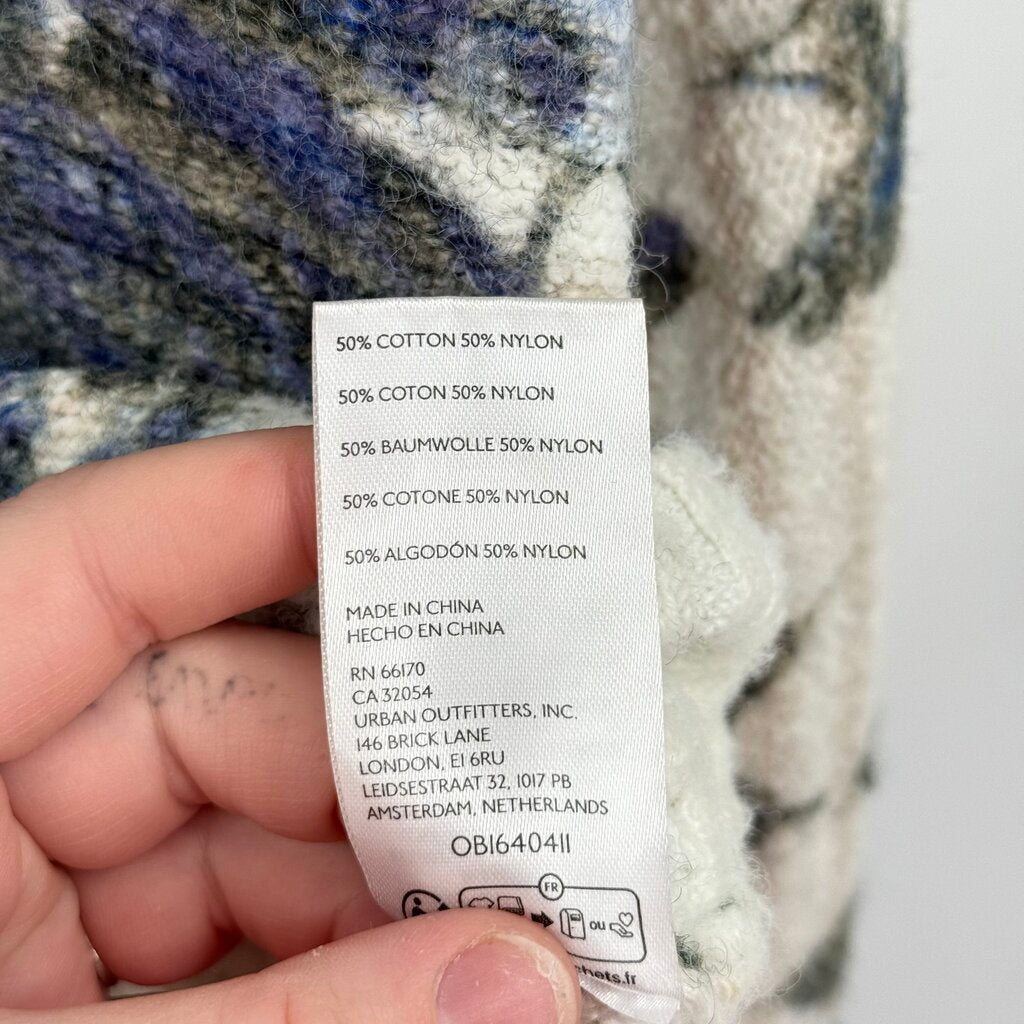 50% COTTON 50% NYLON
50% COTON 50% NYLON
50% BAUMWOLLE 50% NYLON
50% COTONE 50% NYLON
50% ALGODÓN 50% NYLON
MADE IN CHINA
HECHO EN CHINA
RN 66170
CA 32054
URBAN OUTFITTERS, INC.
146 BRICK LANE
LONDON, E1 6RU
LEIDSESTRAAT 32, 1017 PB
AMSTERDAM, NETHERLANDS
OB1640411
FR
ou